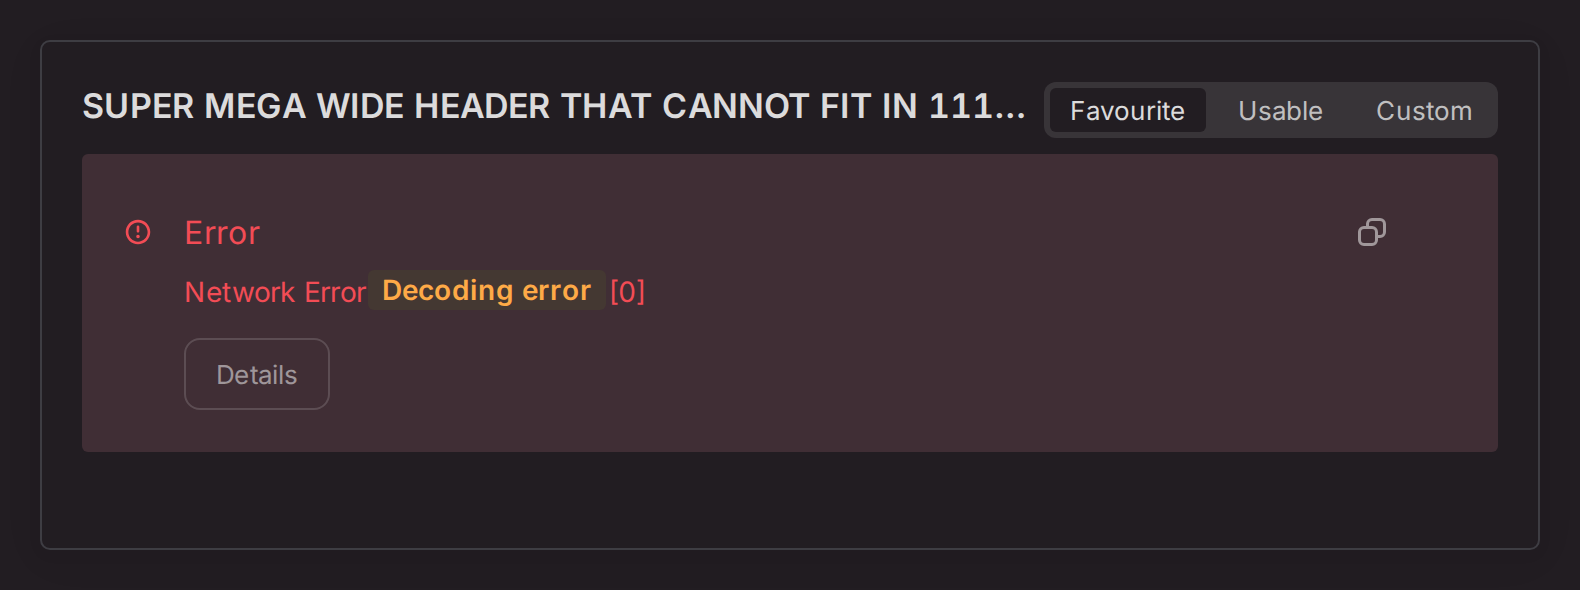 SUPER MEGA WIDE HEADER THAT CANNOT FIT IN 111...
Favourite Usable Custom
Error
Network Error Decoding error [0]
Details